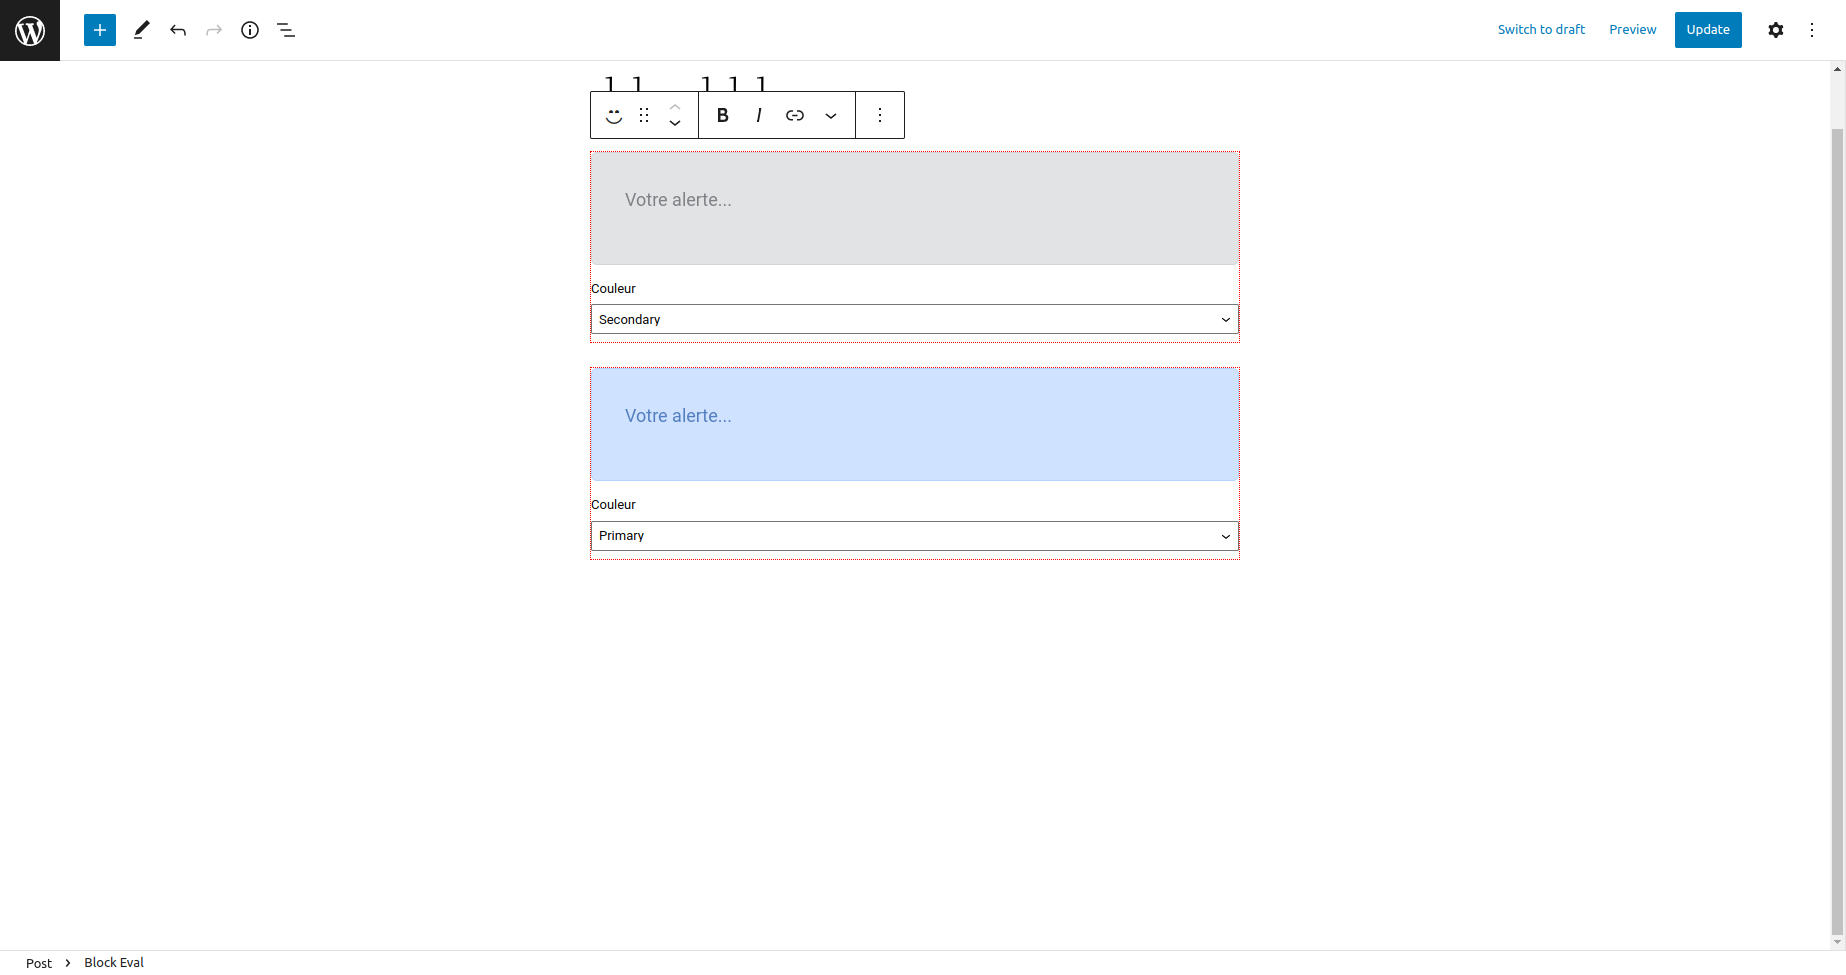 Switch to draft Preview Update
B I
Votre alerte...
Couleur
Secondary
Votre alerte...
Couleur
Primary
Post Block Eval